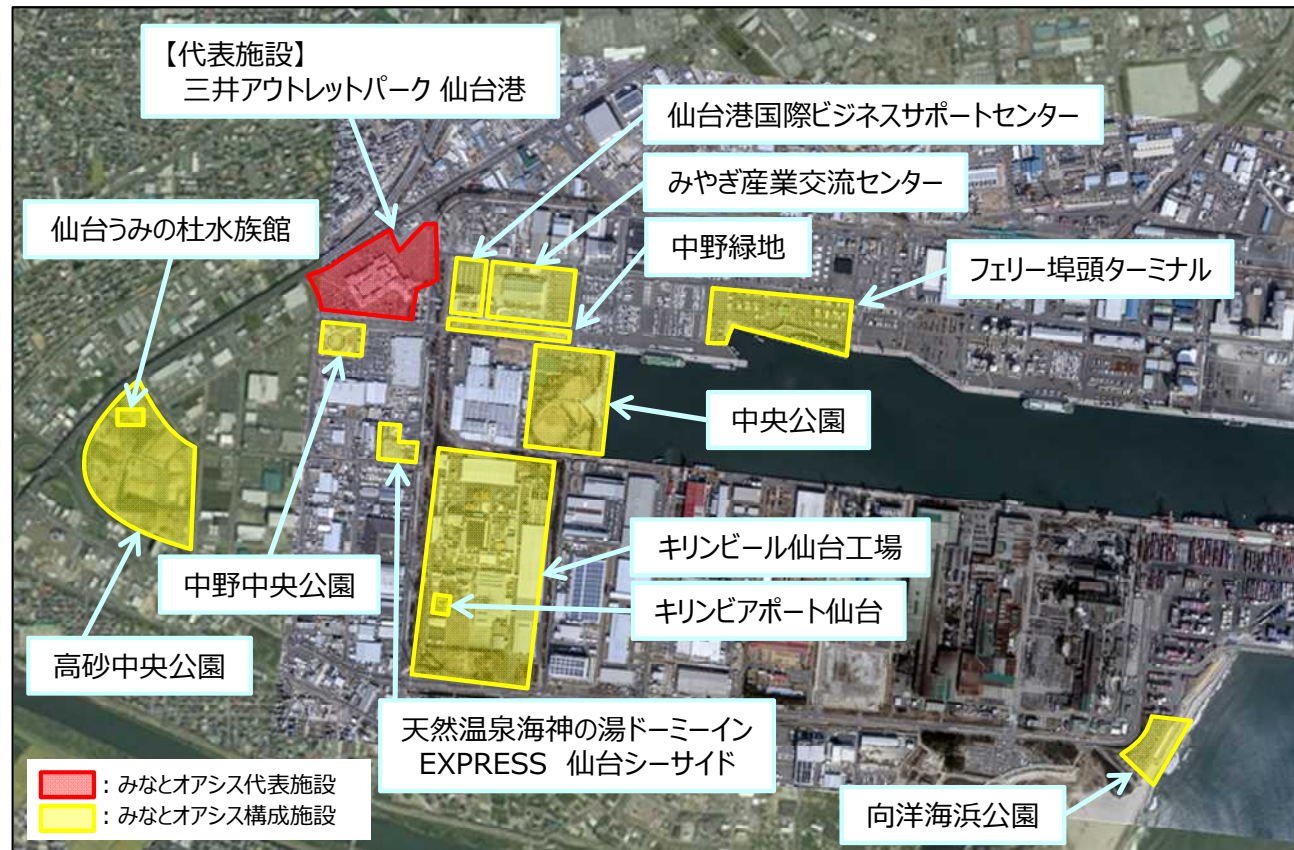 【代表施設】
三井アウトレットパーク 仙台港
仙台港国際ビジネスサポートセンター
みやぎ産業交流センター
仙台うみの杜水族館
中野緑地
フェリー埠頭ターミナル
中央公園
キリンビール仙台工場
中野中央公園
キリンビアポート仙台
高砂中央公園
天然温泉海神の湯ドーミーイン
EXPRESS 仙台シーサイド
：みなとオアシス代表施設
：みなとオアシス構成施設
向洋海浜公園